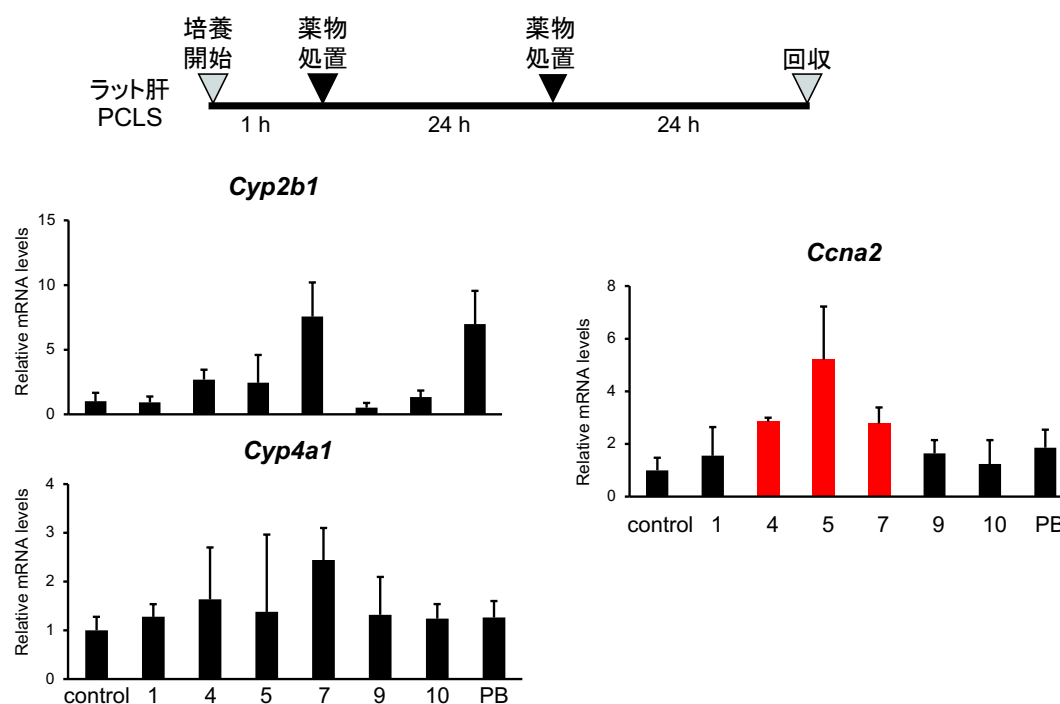 培養
開始
薬物
処置
薬物
処置
回収
ラット肝
PCLS
1 h
24 h
24 h
Cyp2b1
Relative mRNA levels
15
10
5
0
Cyp4a1
Relative mRNA levels
4
3
2
1
0
control 1 4 5 7 9 10 PB
Ccna2
Relative mRNA levels
8
6
4
2
0
control 1 4 5 7 9 10 PB